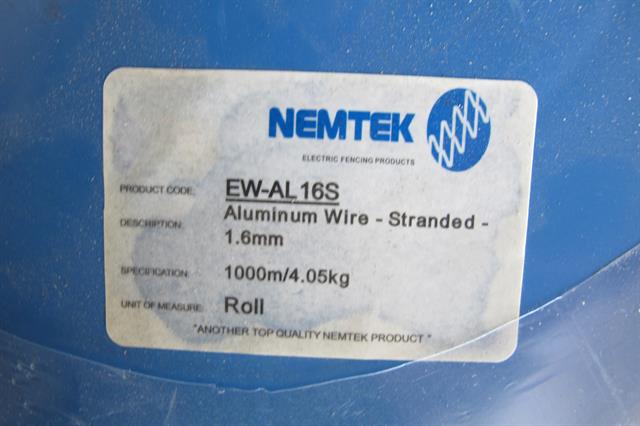 NEMTEK
ELECTRIC FENCING PRODUCTS
PRODUCT CODE: EW-AL16S
DESCRIPTION: Aluminum Wire - Stranded -
1.6mm
SPECIFICATION: 1000m/4.05kg
UNIT OF MEASURE: Roll
"ANOTHER TOP QUALITY NEMTEK PRODUCT"